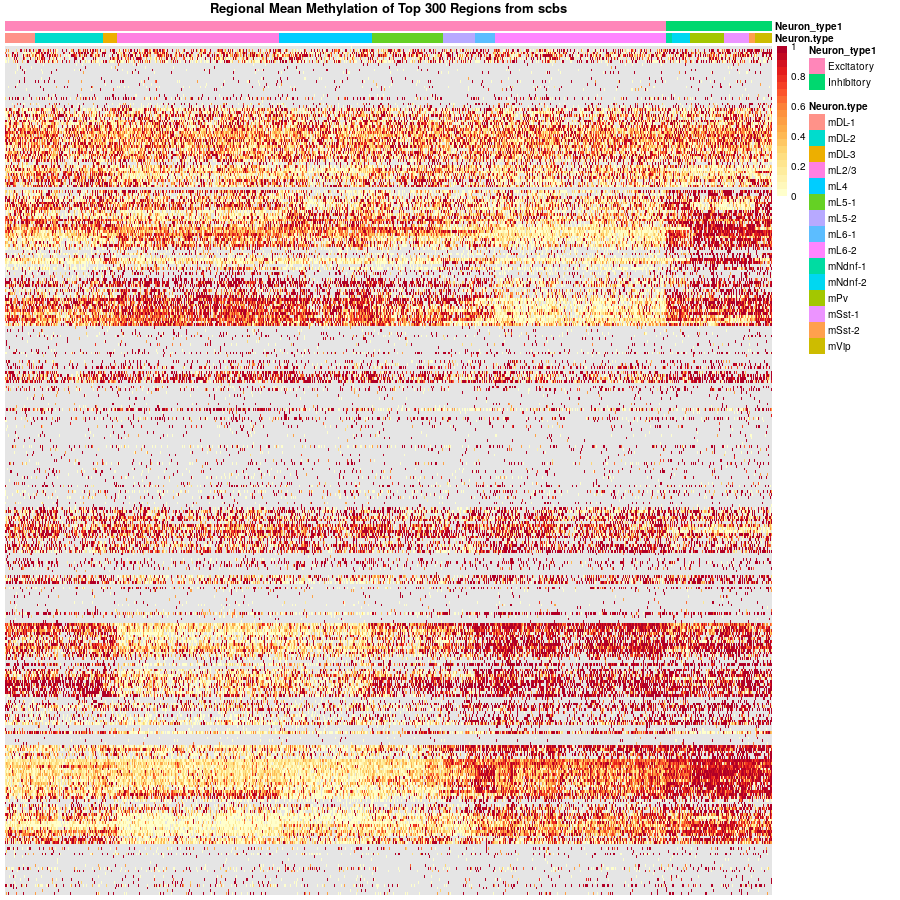 Regional Mean Methylation of Top 300 Regions from scbs
Neuron_type1
Neuron.type
1
0.8
0.6
0.4
0.2
0
Neuron_type1
Excitatory
Inhibitory
Neuron.type
mDL-1
mDL-2
mDL-3
mL2/3
mL4
mL5-1
mL5-2
mL6-1
mL6-2
mNdnf-1
mNdnf-2
mPv
mSst-1
mSst-2
mVip